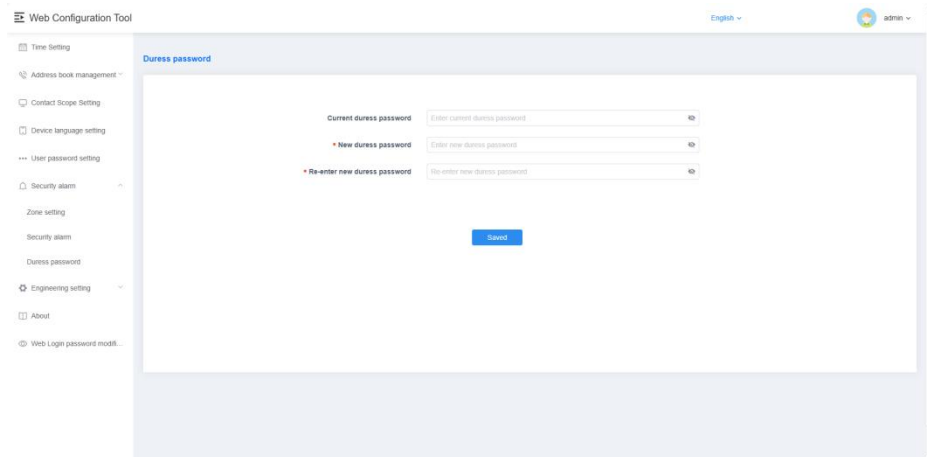 Web Configuration Tool
English
admin
Time Setting
Address book management
Contact Scope Setting
Device language setting
User password setting
Security alarm
Zone setting
Security alarm
Duress password
Engineering setting
About
Web Login password modifi...
Duress password
Current duress password
Enter current duress password
* New duress password
Enter new duress password
* Re-enter new duress password
Re-enter new duress password
Saved